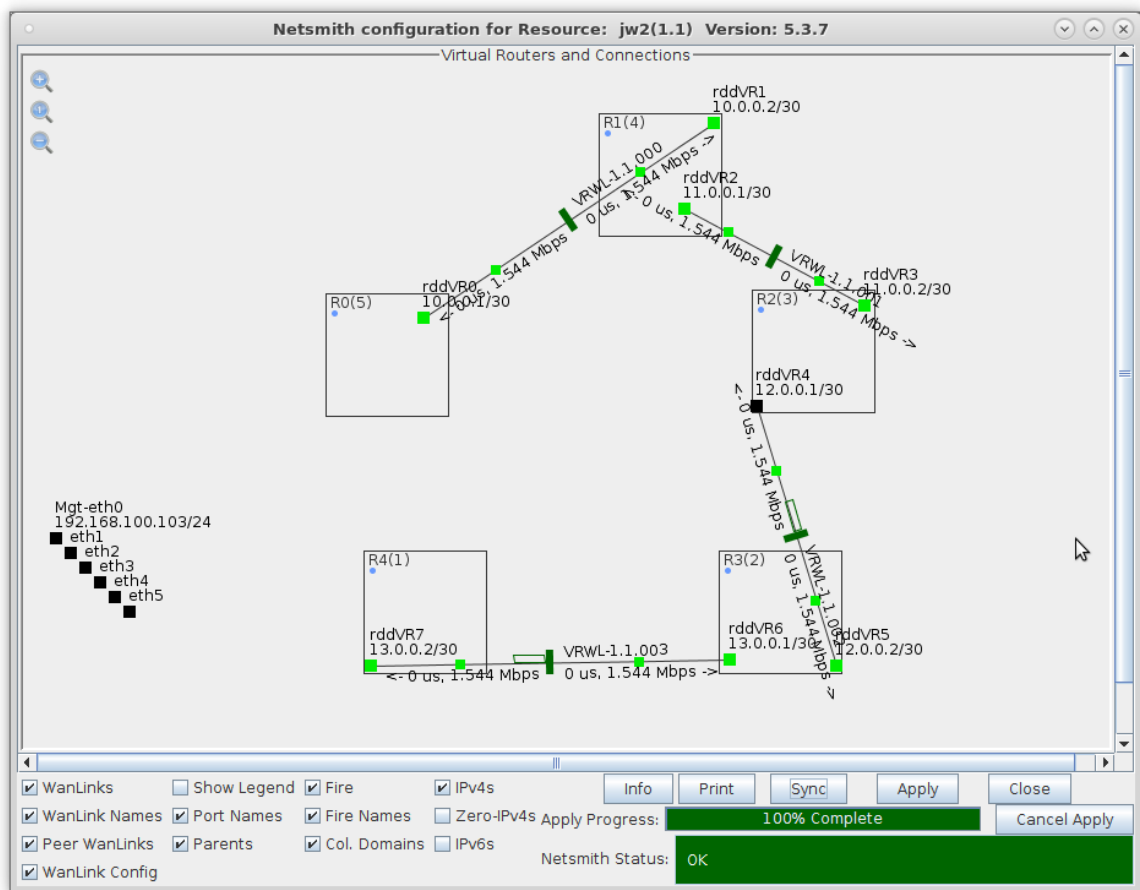 Netsmith configuration for Resource: jw2(1.1) Version: 5.3.7
Virtual Routers and Connections
rddVR1
10.0.0.2/30
R1(4)
VRWL-1.1.000
0 us, 1.544 Mbps ->
<- 0 us, 1.544 Mbps
rddVR2
11.0.0.1/30
<- 0 us, 1.544 Mbps
VRWL-1.1.001
0 us, 1.544 Mbps ->
rddVR3
11.0.0.2/30
rddVR0
10.0.0.1/30
R0(5)
R2(3)
rddVR4
12.0.0.1/30
<- 0 us, 1.544 Mbps
VRWL-1.1.002
0 us, 1.544 Mbps ->
Mgt-eth0
192.168.100.103/24
eth1
eth2
eth3
eth4
eth5
R4(1)
R3(2)
rddVR7
13.0.0.2/30
VRWL-1.1.003
<- 0 us, 1.544 Mbps
0 us, 1.544 Mbps ->
rddVR6
13.0.0.1/30
rddVR5
12.0.0.2/30
WanLinks
Show Legend
Fire
IPv4s
Info
Print
Sync
Apply
Close
WanLink Names
Port Names
Fire Names
Zero-IPv4s
Apply Progress:
100% Complete
Cancel Apply
Peer WanLinks
Parents
Col. Domains
IPv6s
Netsmith Status:
OK
WanLink Config